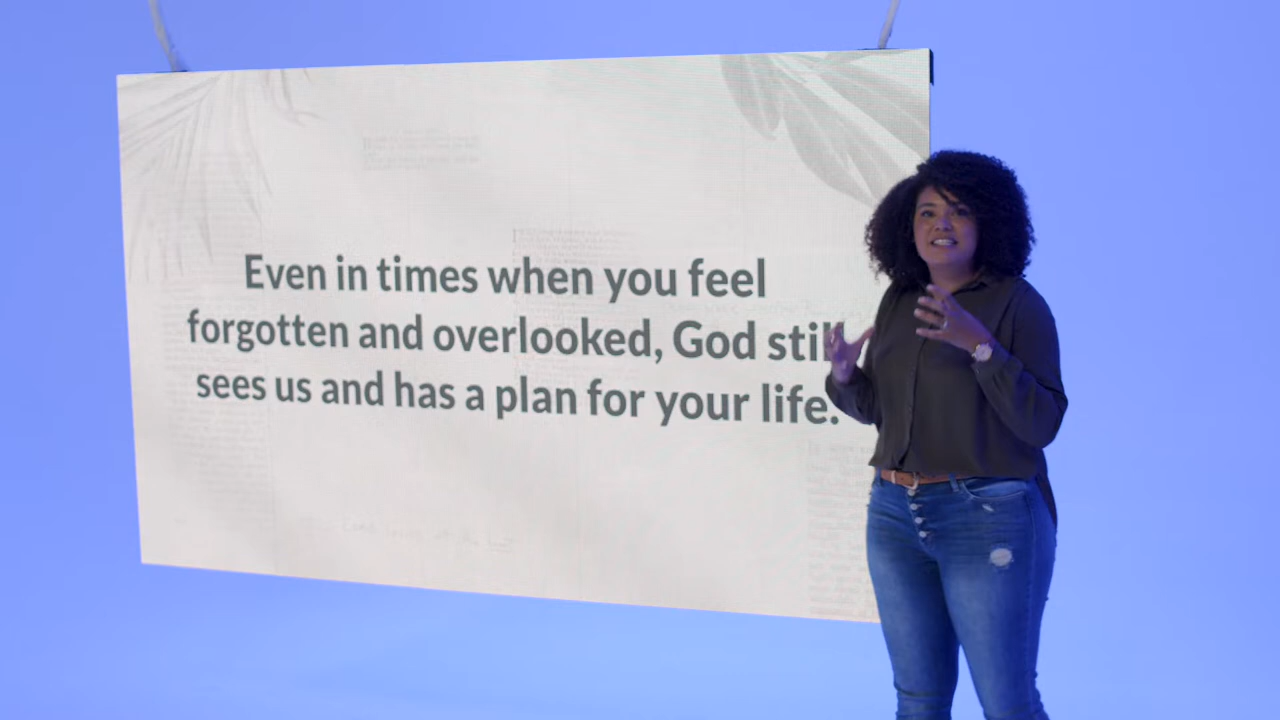 Even in times when you feel
forgotten and overlooked, God still
sees us and has a plan for your life.